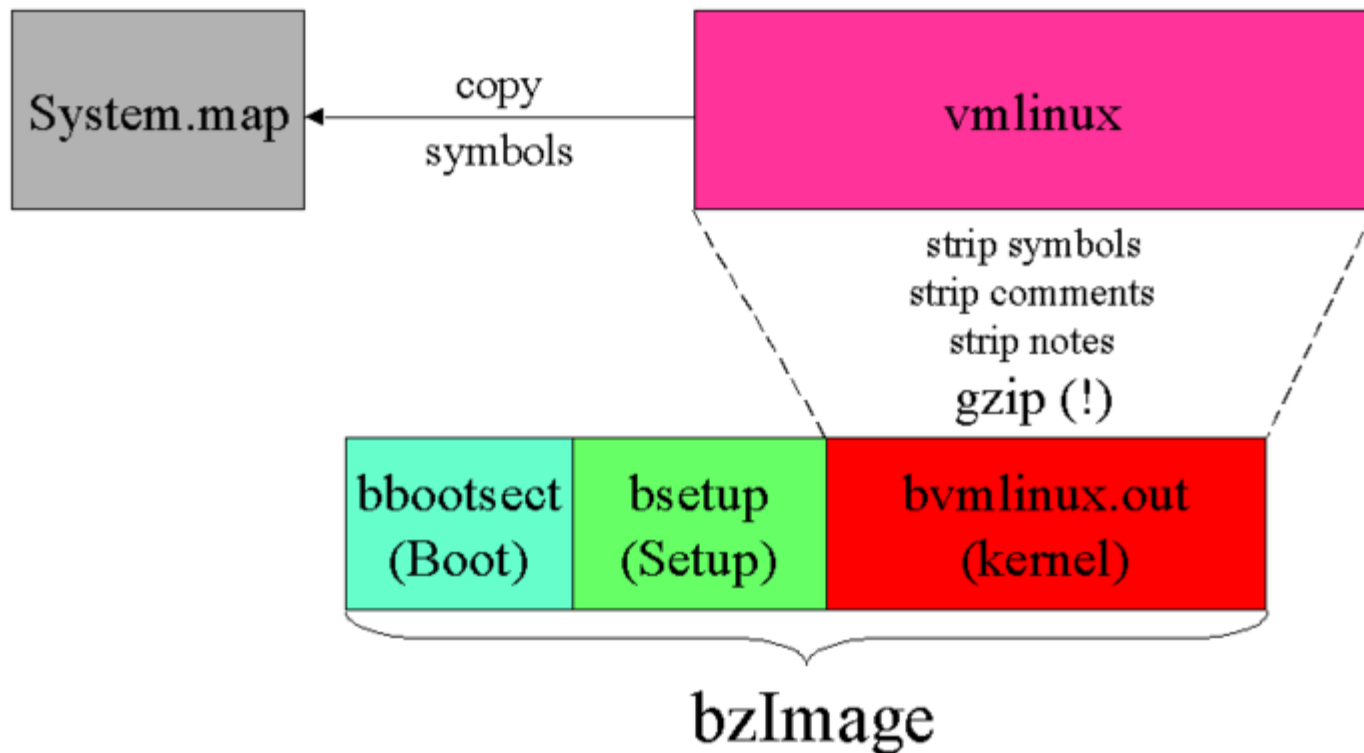 System.map
copy
symbols
vmlinux
strip symbols
strip comments
strip notes
gzip (!)
bbootsect
(Boot)
bsetup
(Setup)
bvmlinux.out
(kernel)
bzImage